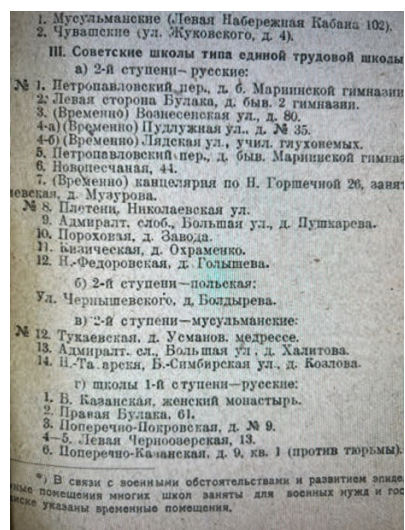 1. Мусульманские (Левая Набережная Кабана 102).
2. Чувашские (ул. Жуковского, д. 4).
III. Советские школы типа единой трудовой школы
а) 2-й ступени—русские:
№ 1. Петропавловский пер., д. б. Мариинской гимназии
2. Левая сторона Булака, д. быв. 2 гимназии.
3. (Временно) Вознесенская ул., д. 80.
4-а) (Временно) Пудлужная ул., д. № 35.
4-б) (Временно) Лядская ул., учил. глухонемых.
5. Петропавловский пер., д. быв. Мариинской гимна
6. Новопесчаная, 44.
7. (Временно) канцелярия по Н. Горшечной 26, занят
евская, д. Музурова.
№ 8. Плетени, Николаевская ул.
9. Адмиралт. слоб., Большая ул., д. Пушкарева.
10. Пороховая, д. Завода.
11. Кизическая, д. Охраменко.
12. Н.-Федоровская, д. Голышева.
б) 2-й ступени—польская:
Ул. Чернышевского, д. Болдырева.
в) 2-й ступени—мусульманские:
№ 12. Тукаевская, д. Усманов. медрессе.
13. Адмиралт. сл., Большая ул., д. Халитова.
14. Н.-Татарскя, Б.-Симбирская ул., д. Козлова.
г) школы 1-й ступени—русские:
1. Б. Казанская, женский монастырь.
2. Правая Булака, 61.
3. Поперечно-Покровская, д. № 9.
4—5. Левая Черноозерская, 13.
6. Поперечно-Казанская, д. 9, кв. 1 (против тюрьмы).
*) В связи с военными обстоятельствами и развитием эпиде
ные помещения многих школ заняты для военных нужд и гос
иске указаны временные помещения.